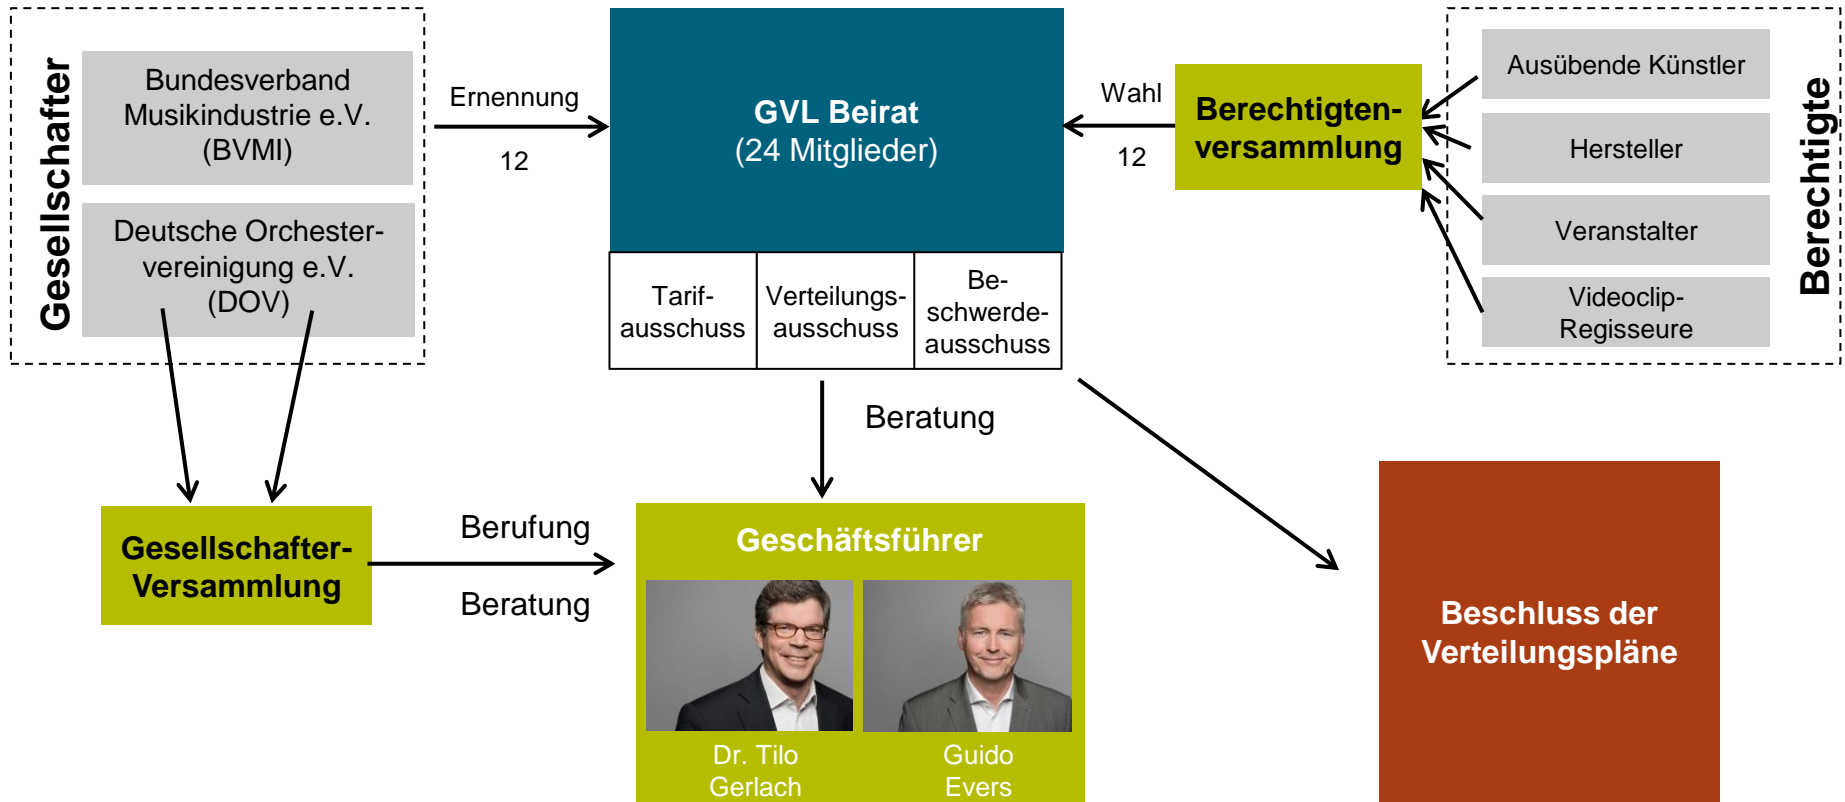 Gesellschafter
Bundesverband
Musikindustrie e.V.
(BVMI)
Deutsche Orchester-
vereinigung e.V.
(DOV)
Ernennung
12
GVL Beirat
(24 Mitglieder)
Tarif-
ausschuss
Verteilungs-
ausschuss
Be-
schwerde-
ausschuss
Wahl
12
Berechtigten-
versammlung
Ausübende Künstler
Hersteller
Veranstalter
Videoclip-
Regisseure
Berechtigte
Beratung
Gesellschafter-
Versammlung
Berufung
Beratung
Geschäftsführer
Dr. Tilo
Gerlach
Guido
Evers
Beschluss der
Verteilungspläne